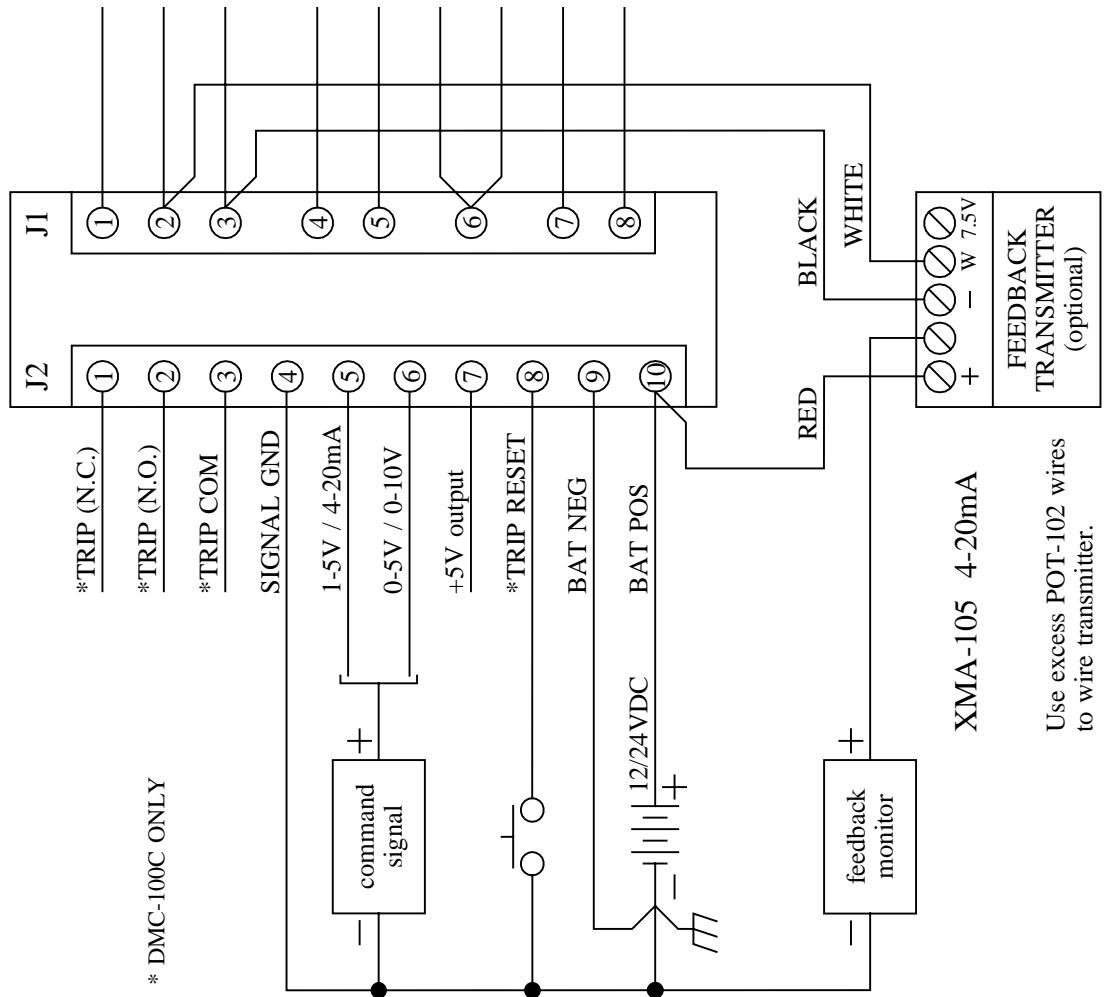 J1
1
2
3
4
5
6
7
8
J2
1
2
3
4
5
6
7
8
9
10
*TRIP (N.C.)
*TRIP (N.O.)
*TRIP COM
SIGNAL GND
1-5V / 4-20mA
0-5V / 0-10V
+5V output
*TRIP RESET
BAT NEG
BAT POS
BLACK
WHITE
RED
+
−
W
7.5V
FEEDBACK
TRANSMITTER
(optional)
XMA-105 4-20mA
Use excess POT-102 wires
to wire transmitter.
* DMC-100C ONLY
+
command
signal
−
12/24VDC
+
−
+
feedback
monitor
−